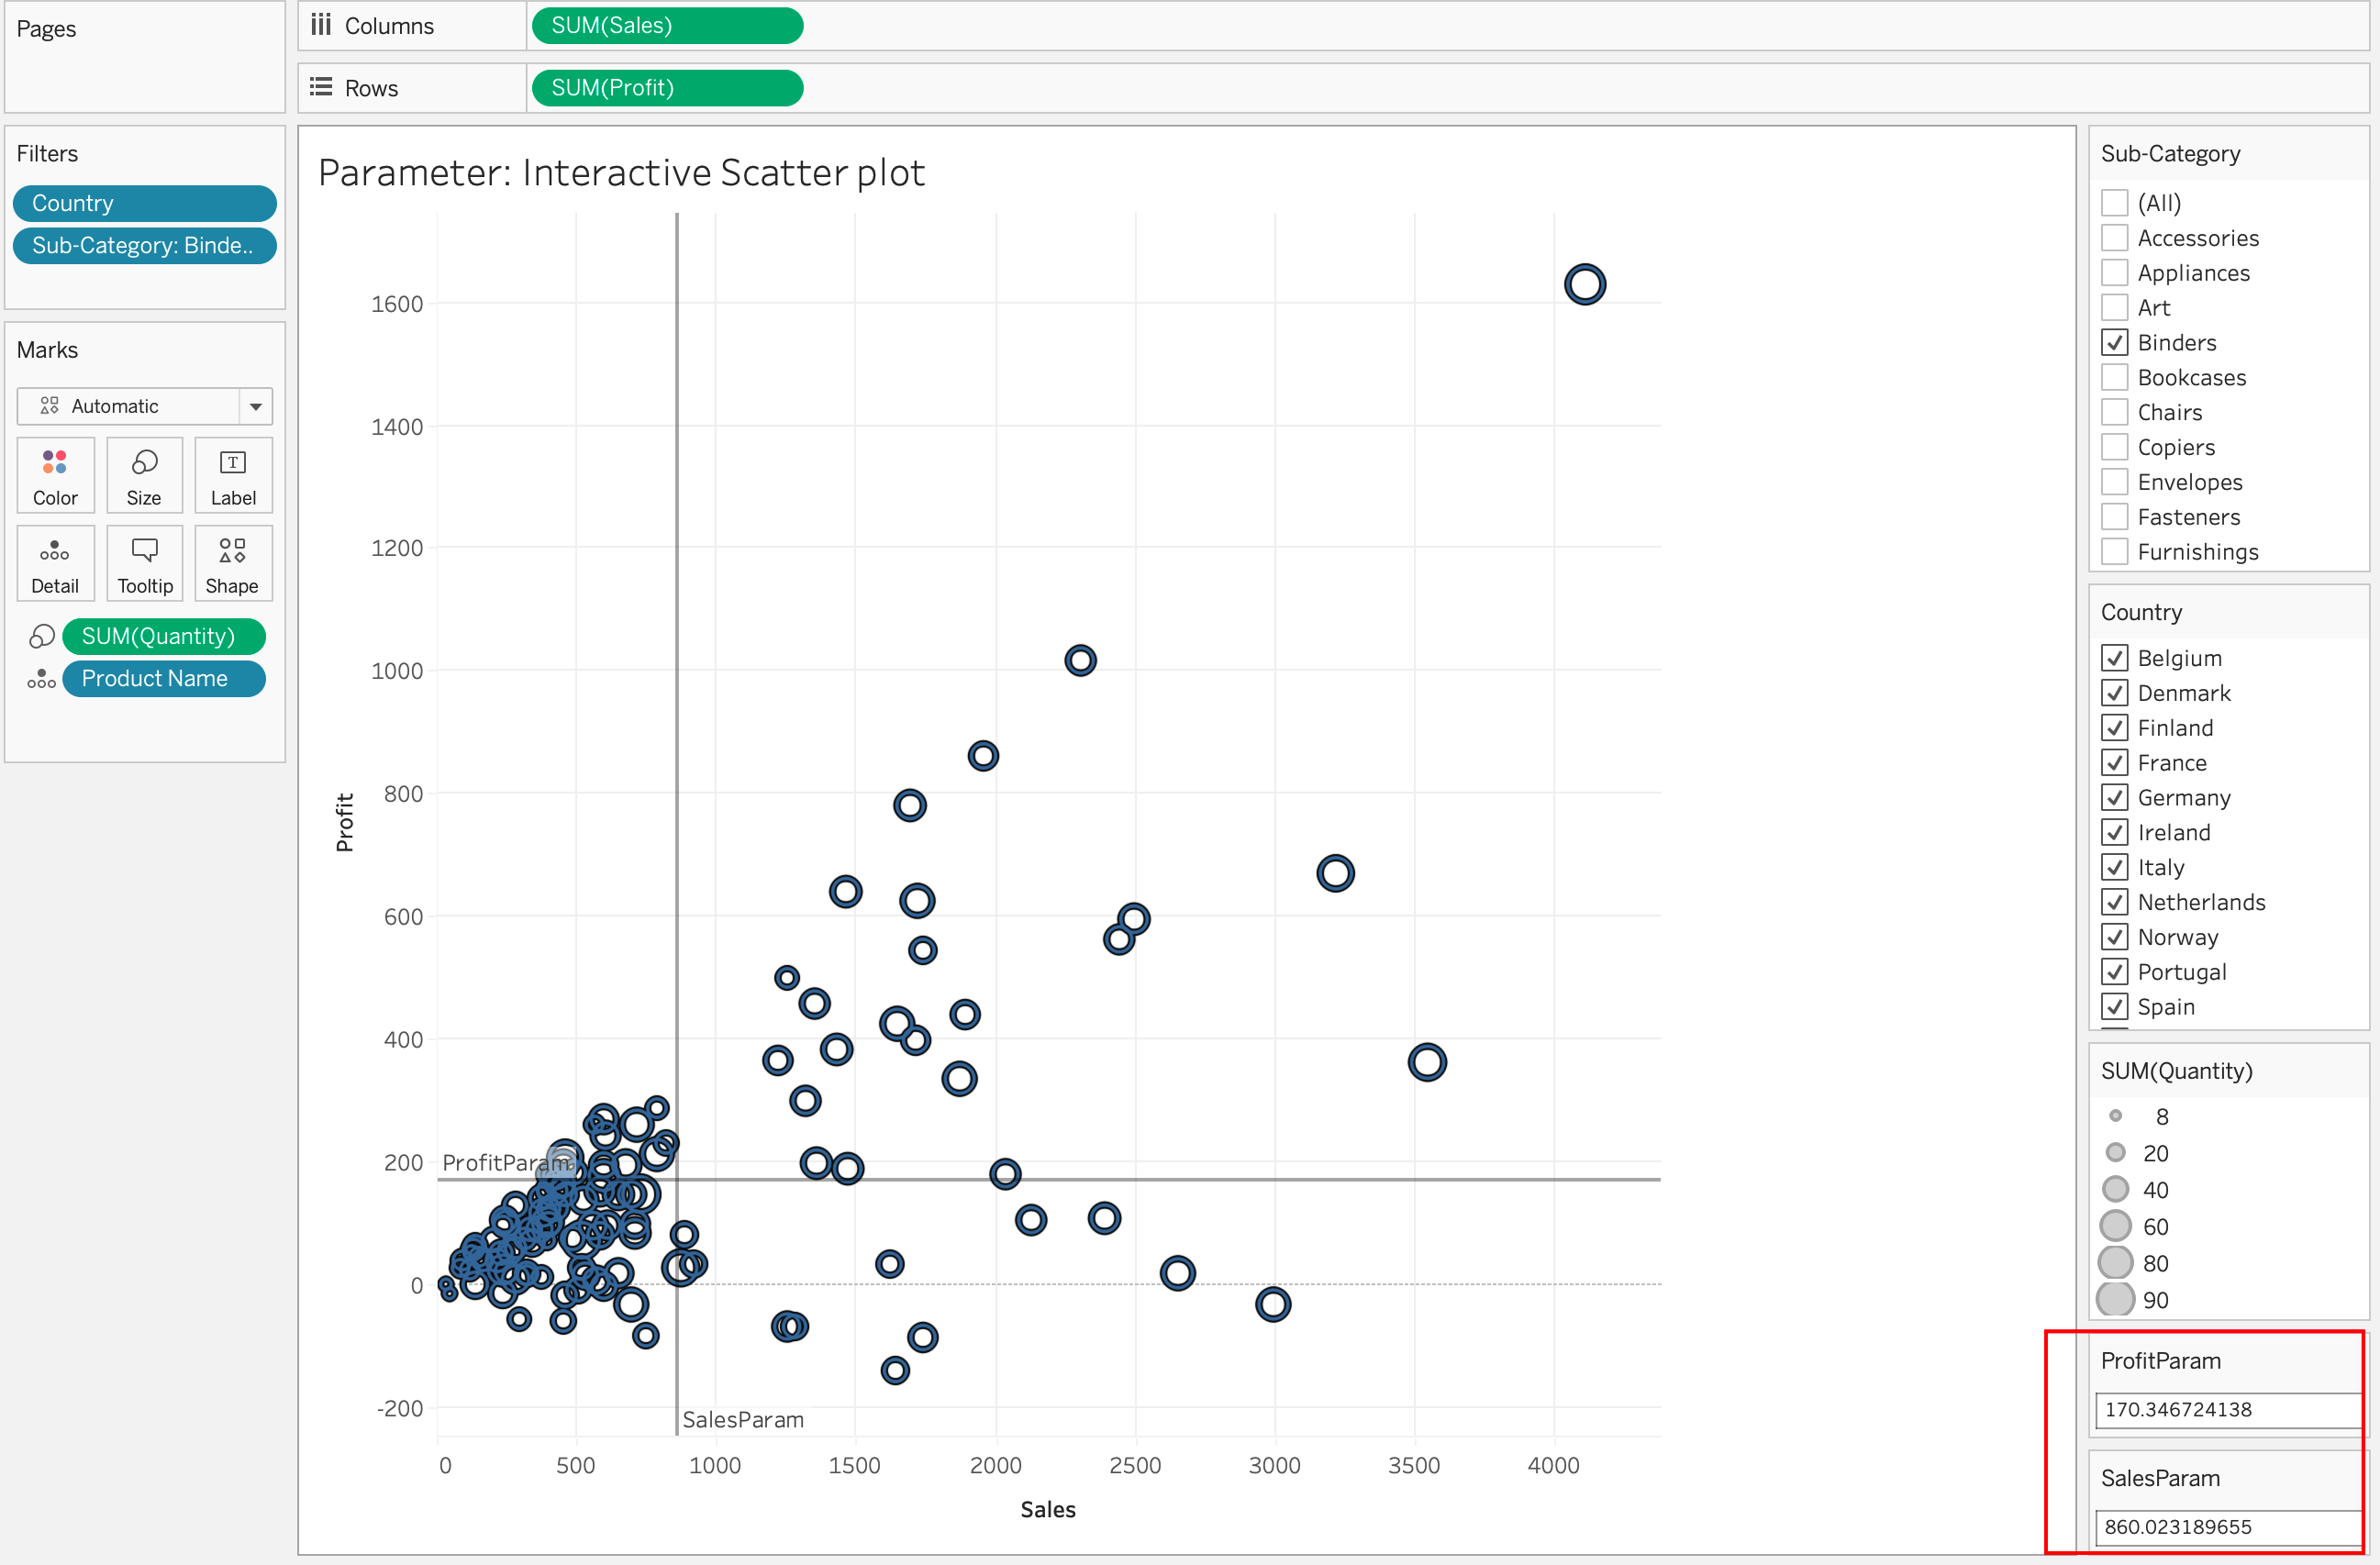 Pages
Columns
SUM(Sales)
Rows
SUM(Profit)
Filters
Country
Sub-Category: Binde..
Marks
Automatic
Color
Size
Label
Detail
Tooltip
Shape
SUM(Quantity)
Product Name
Parameter: Interactive Scatter plot
Profit
1600
1400
1200
1000
800
600
400
200
0
-200
ProfitParam
SalesParam
0
500
1000
1500
2000
2500
3000
3500
4000
Sales
Sub-Category
(All)
Accessories
Appliances
Art
Binders
Bookcases
Chairs
Copiers
Envelopes
Fasteners
Furnishings
Country
Belgium
Denmark
Finland
France
Germany
Ireland
Italy
Netherlands
Norway
Portugal
Spain
SUM(Quantity)
8
20
40
60
80
90
ProfitParam
170.346724138
SalesParam
860.023189655